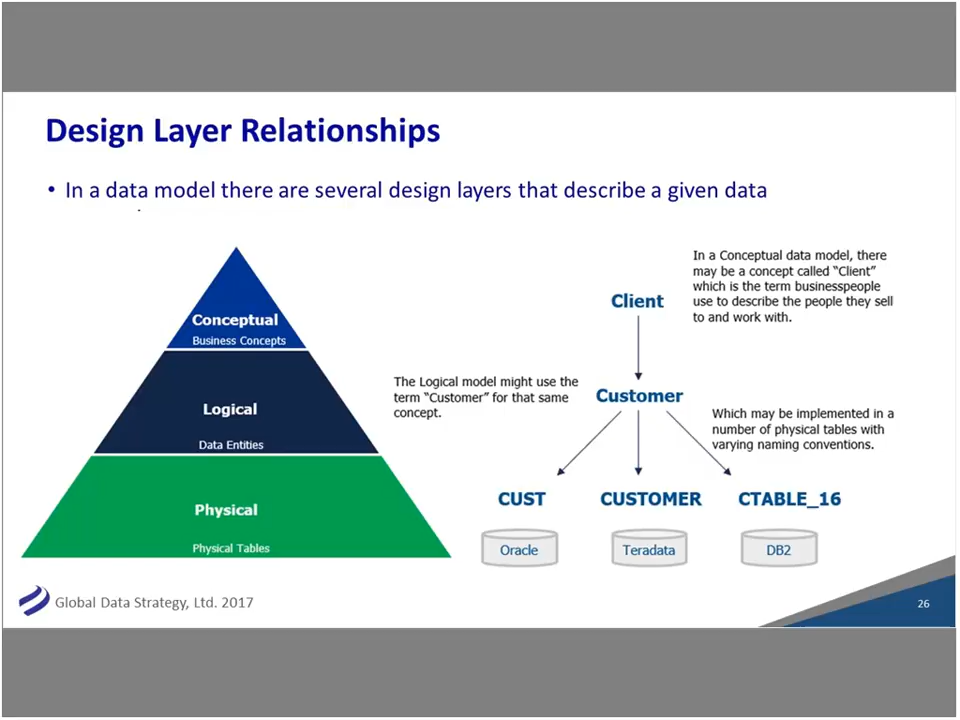 Design Layer Relationships
• In a data model there are several design layers that describe a given data
Conceptual
Business Concepts
Logical
Data Entities
Physical
Physical Tables
In a Conceptual data model, there
may be a concept called “Client”
which is the term businesspeople
use to describe the people they sell
to and work with.
Client
The Logical model might use the
term “Customer” for that same
concept.
Customer
Which may be implemented in a
number of physical tables with
varying naming conventions.
CUST
CUSTOMER
CTABLE_16
Oracle
Teradata
DB2
Global Data Strategy, Ltd. 2017
26